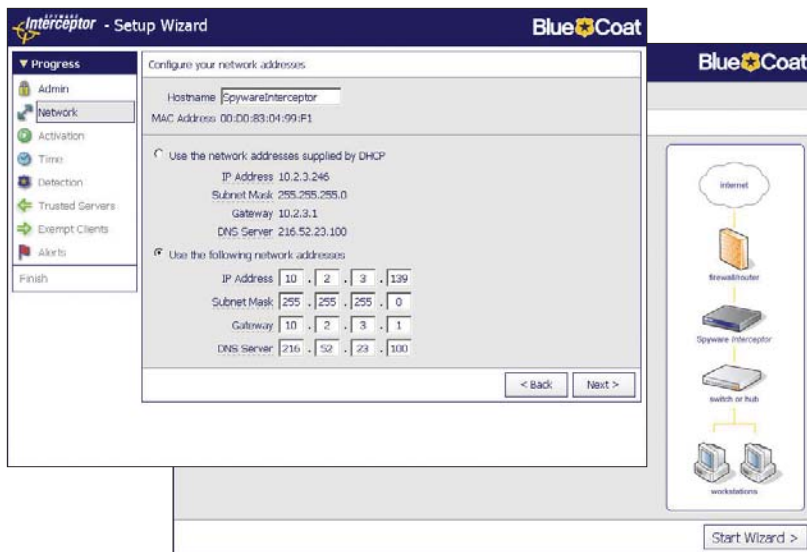 SPYWARE
Interceptor - Setup Wizard
Blue Coat
Progress
Admin
Network
Activation
Time
Detection
Trusted Servers
Exempt Clients
Alerts
Finish
Configure your network addresses
Hostname SpywareInterceptor
MAC Address 00:D0:83:04:99:F1
Use the network addresses supplied by DHCP
IP Address 10.2.3.246
Subnet Mask 255.255.255.0
Gateway 10.2.3.1
DNS Server 216.52.23.100
Use the following network addresses
IP Address 10 . 2 . 3 . 139
Subnet Mask 255 . 255 . 255 . 0
Gateway 10 . 2 . 3 . 1
DNS Server 216 . 52 . 23 . 100
< Back Next >
Blue Coat
internet
firewall/router
Spyware Interceptor
switch or hub
workstations
Start Wizard >